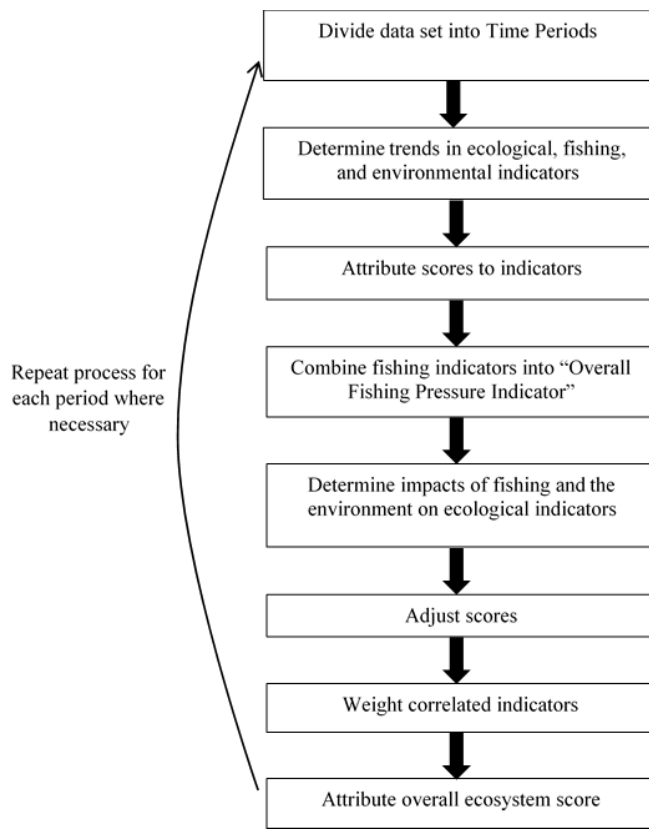 Divide data set into Time Periods
Determine trends in ecological, fishing,
and environmental indicators
Attribute scores to indicators
Combine fishing indicators into “Overall
Fishing Pressure Indicator”
Repeat process for
each period where
necessary
Determine impacts of fishing and the
environment on ecological indicators
Adjust scores
Weight correlated indicators
Attribute overall ecosystem score